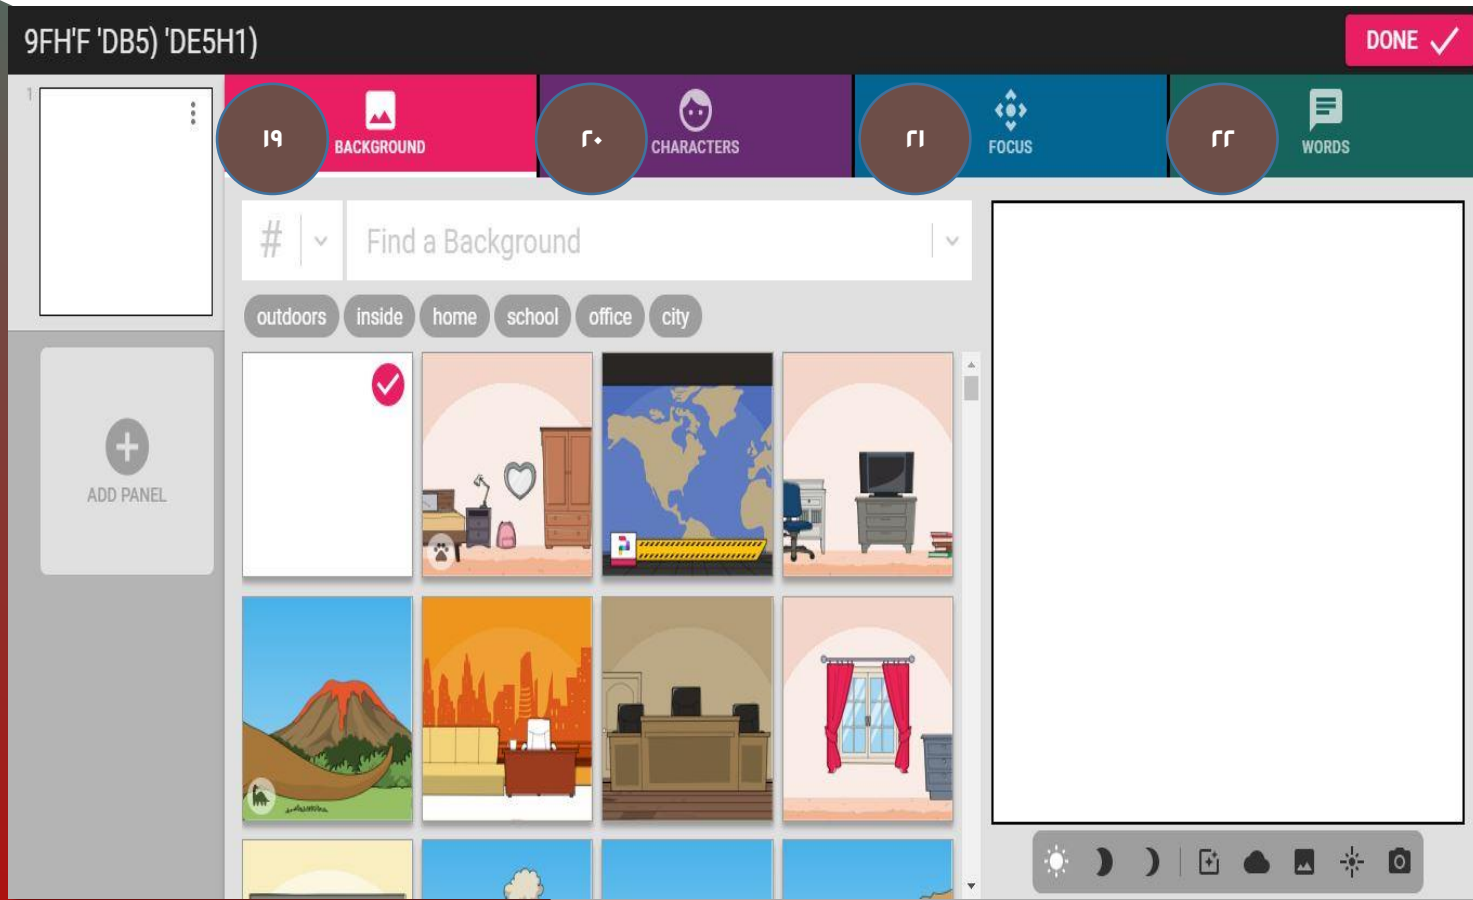 9FH'F 'DB5) 'DE5H1)
DONE
1
١٩
BACKGROUND
٢٠
CHARACTERS
٢١
FOCUS
٢٢
WORDS
# Find a Background
outdoors inside home school office city
ADD PANEL